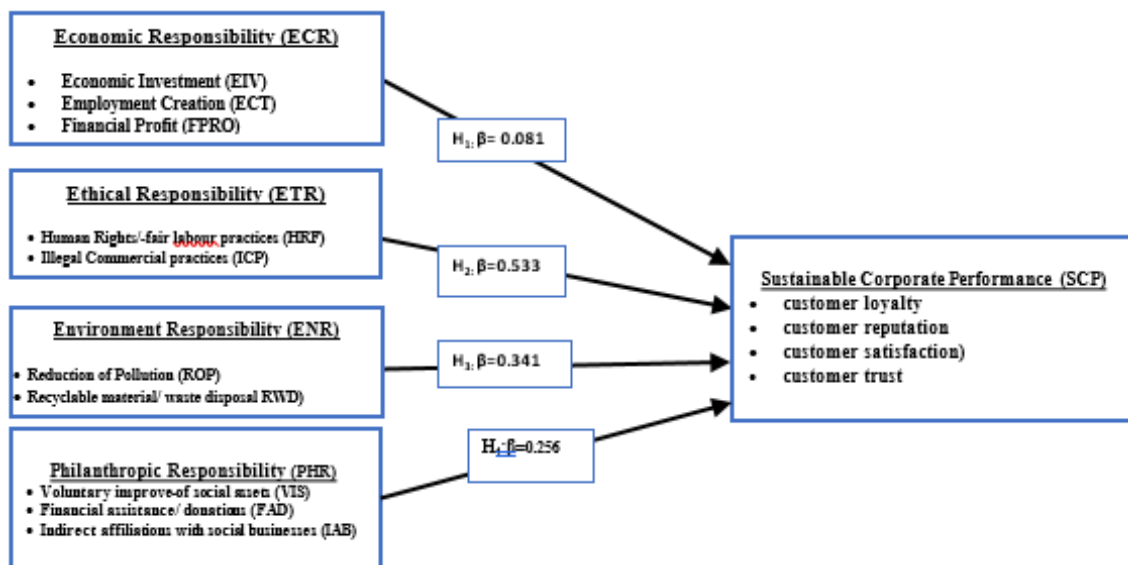 Economic Responsibility (ECR)
• Economic Investment (EIV)
• Employment Creation (ECT)
• Financial Profit (FPRO)
H1: β= 0.081
Ethical Responsibility (ETR)
• Human Rights/-fair labour practices (HRF)
• Illegal Commercial practices (ICP)
H2: β=0.533
Sustainable Corporate Performance (SCP)
• customer loyalty
• customer reputation
• customer satisfaction)
• customer trust
Environment Responsibility (ENR)
• Reduction of Pollution (ROP)
• Recyclable material/ waste disposal RWD)
H3: β=0.341
H4: β=0.256
Philanthropic Responsibility (PHR)
• Voluntary improve-of social assets (VIS)
• Financial assistance/ donations (FAD)
• Indirect affiliations with social businesses (IAB)